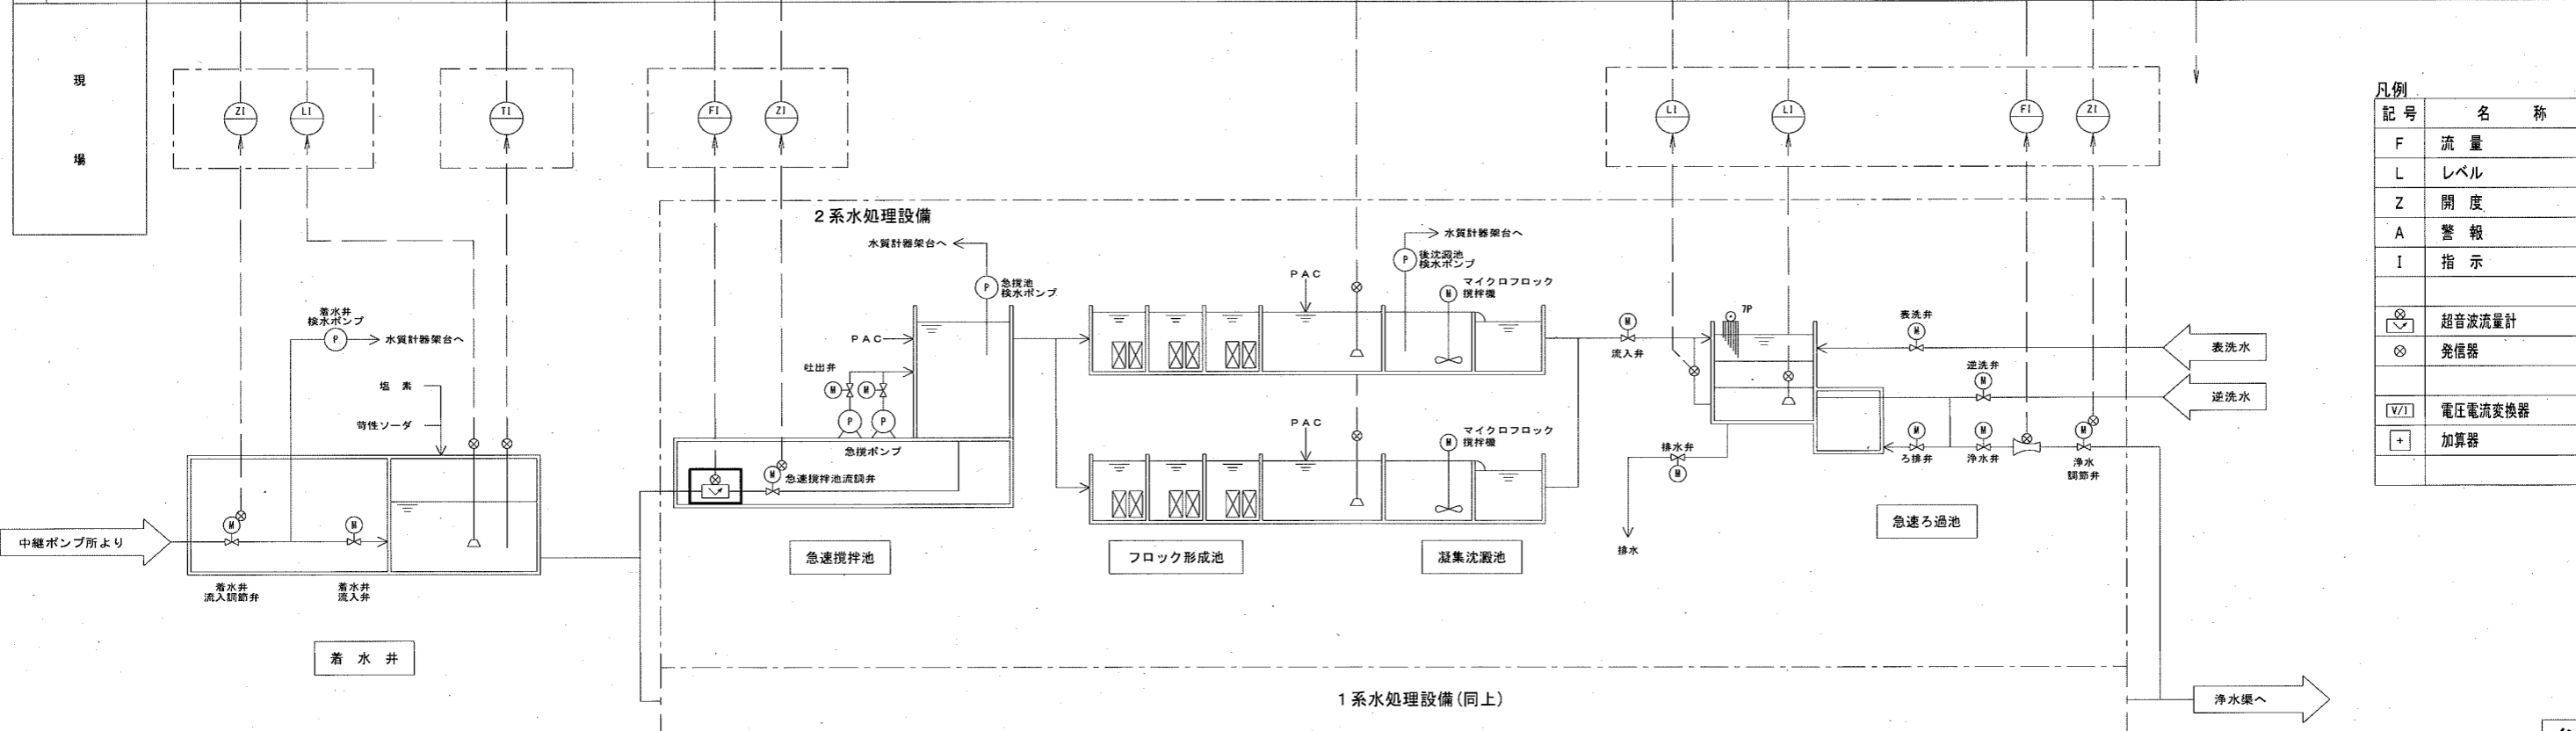 現
場
ZI
LI
TI
FI
ZI
LI
LI
FI
ZI
凡例
記号 名 称
F 流 量
L レベル
Z 開 度
A 警 報
I 指 示
超音波流量計
発信器
V/I 電圧電流変換器
+ 加算器
2系水処理設備
水質計器架台へ
P
急撹池
検水ポンプ
水質計器架台へ
P
後沈澱池
検水ポンプ
PAC
M
マイクロフロック
撹拌機
着水井
検水ポンプ
P
水質計器架台へ
塩 素
苛性ソーダ
PAC
吐出弁
M
M
P
P
急撹ポンプ
M
急速撹拌池流調弁
PAC
M
マイクロフロック
撹拌機
M
流入弁
7P
表洗弁
M
表洗水
逆洗弁
M
逆洗水
M
ろ排弁
M
浄水弁
M
浄水
調節弁
排水弁
M
排水
中継ポンプ所より
M
M
着水井
流入調節弁
着水井
流入弁
着 水 井
急速撹拌池
フロック形成池
凝集沈澱池
急速ろ過池
1系水処理設備(同上)
浄水渠へ